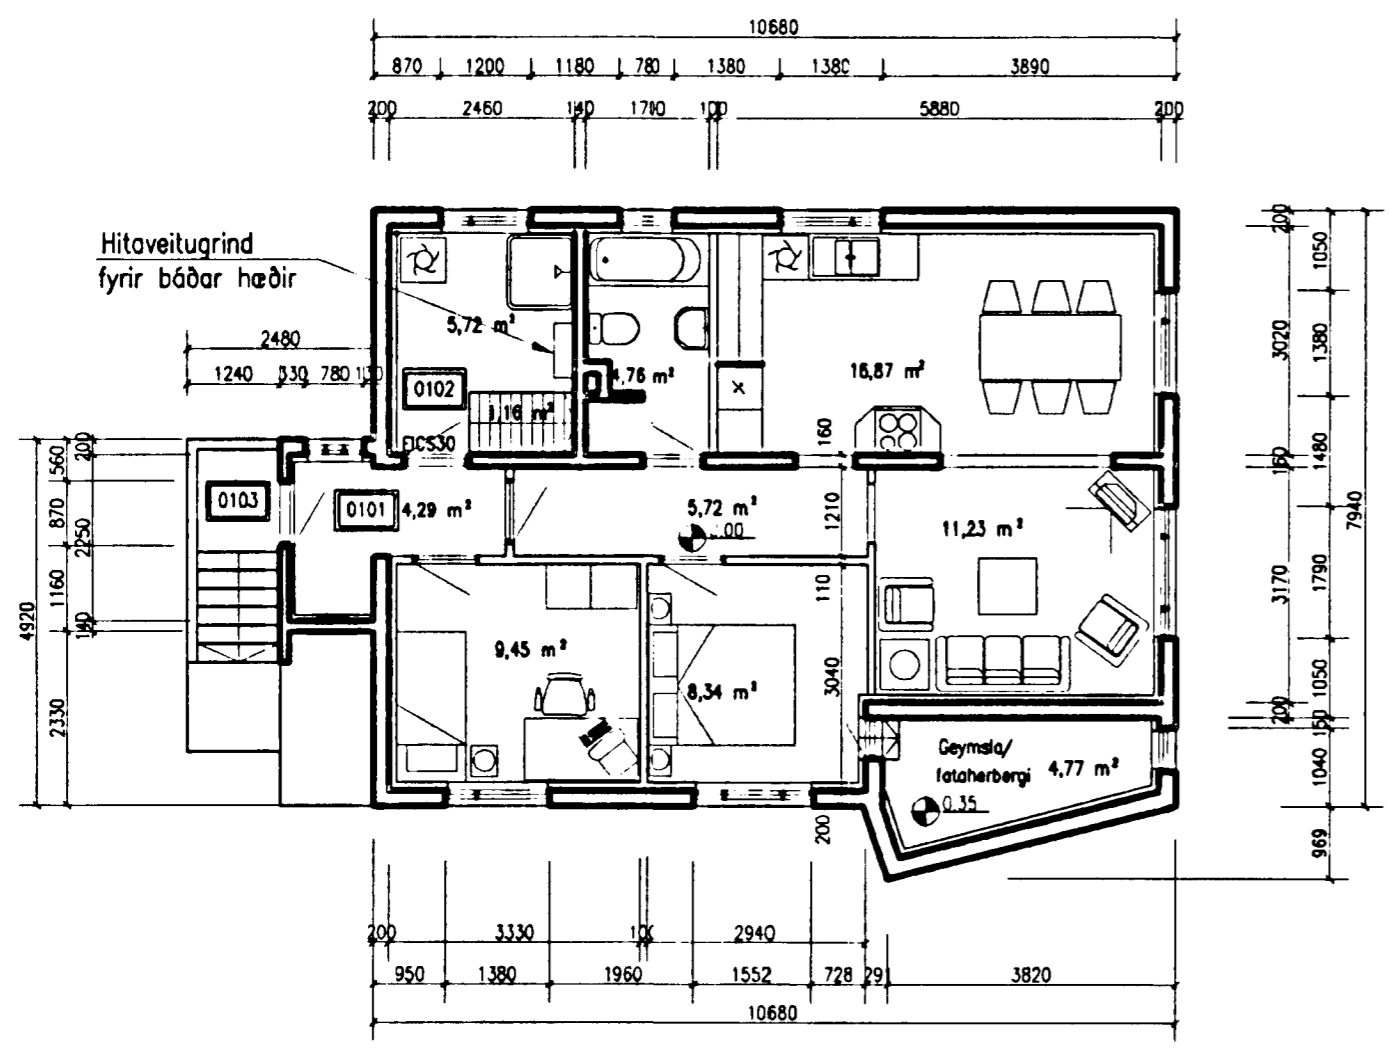 10680
870 1200 1180 780 1380 1380 3890
200 2460 140 1700 100 5880 200
Hitaveitugrind
fyrir báðar hæðir
2480
1240 330 780 130
5,72 m²
0102
1,16 m²
EICS30
4,76 m²
16,87 m²
160
0103
0101
4,29 m²
5,72 m²
1210
11,23 m²
110
9,45 m²
8,34 m²
3040
Geymsla/
fataherbergi
4,77 m²
0.35
200
4920
560 870 1160 140 2330
200 2250
200 3020 160 3170 200
1050 1380 1480 1790 1050 150 1040 969
7940
200 3330 2940
950 1380 1960 1552 728 291 3820
10680